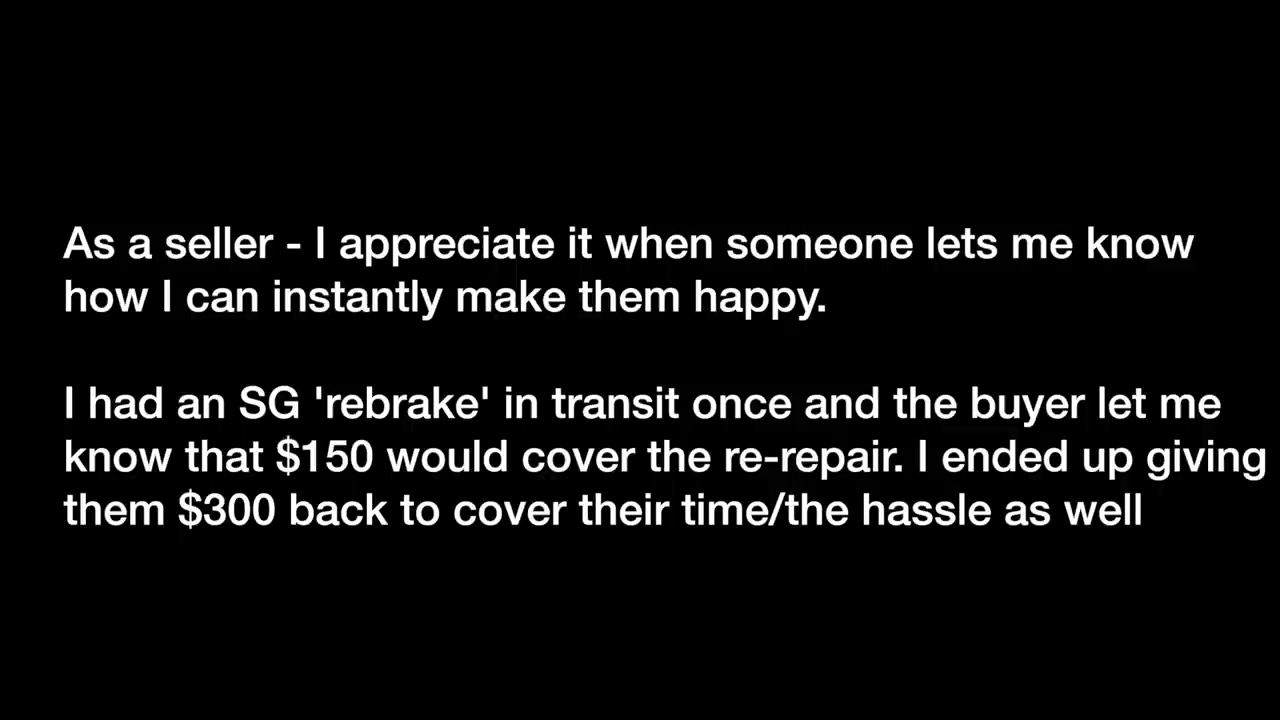 As a seller - I appreciate it when someone lets me know
how I can instantly make them happy.
I had an SG 'rebrake' in transit once and the buyer let me
know that $150 would cover the re-repair. I ended up giving
them $300 back to cover their time/the hassle as well